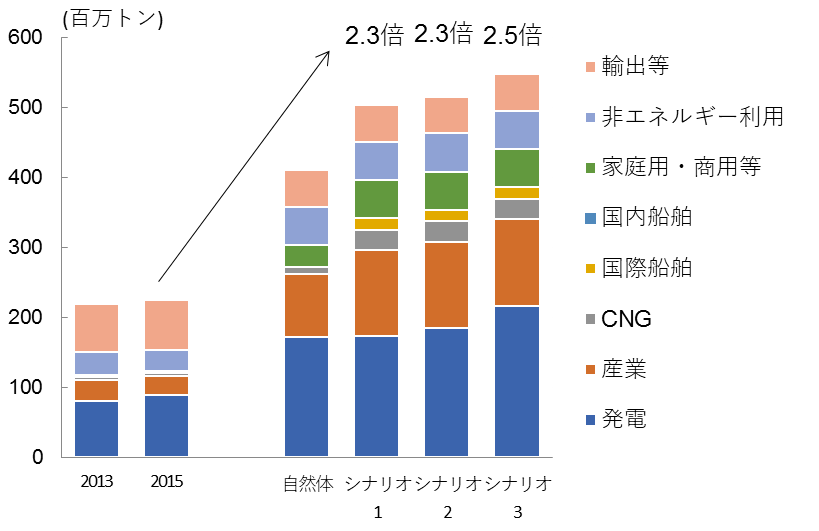 (百万トン)
2.3倍 2.3倍 2.5倍
600
500
400
300
200
100
0
輸出等
非エネルギー利用
家庭用・商用等
国内船舶
国際船舶
CNG
産業
発電
2013 2015 自然体 シナリオ シナリオ シナリオ
1 2 3